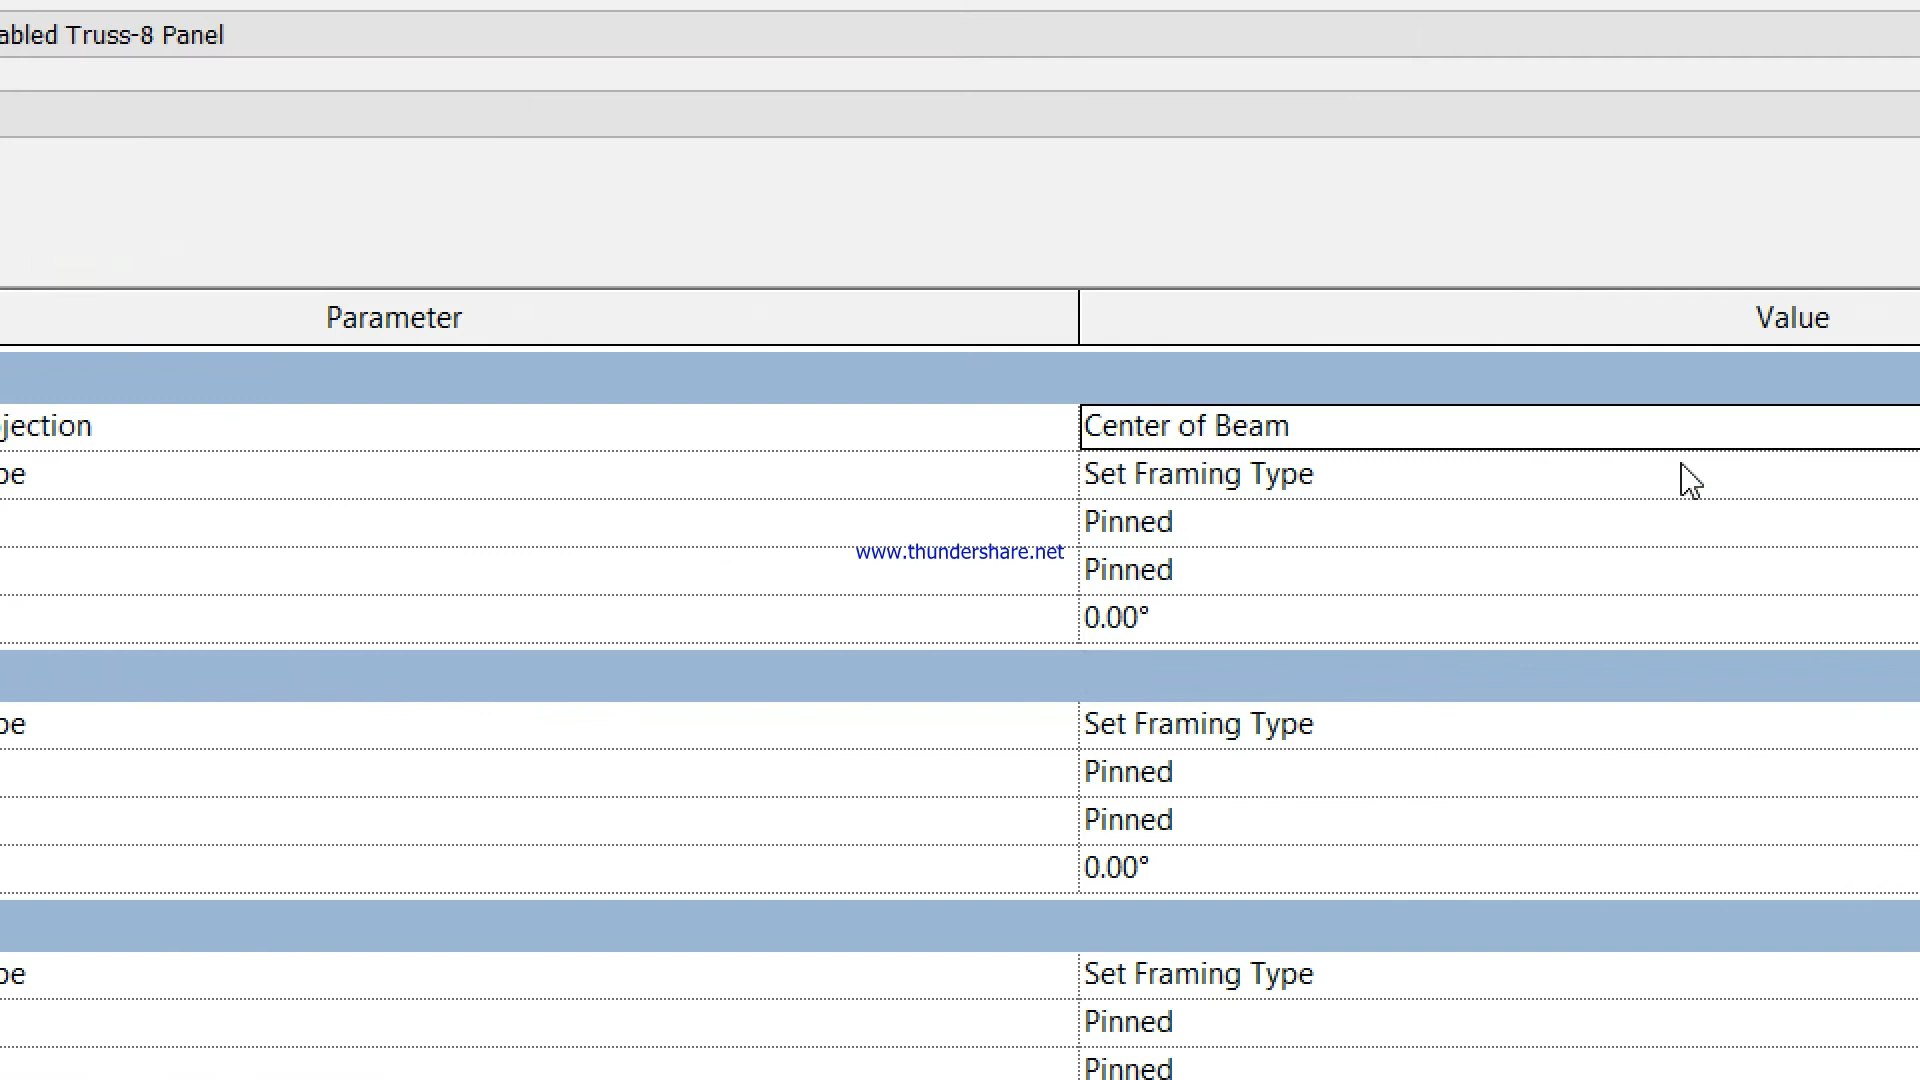 abled Truss-8 Panel
Parameter Value
jection Center of Beam
pe Set Framing Type
Pinned
www.thundershare.net
Pinned
0.00°
pe Set Framing Type
Pinned
Pinned
0.00°
pe Set Framing Type
Pinned
Pinned